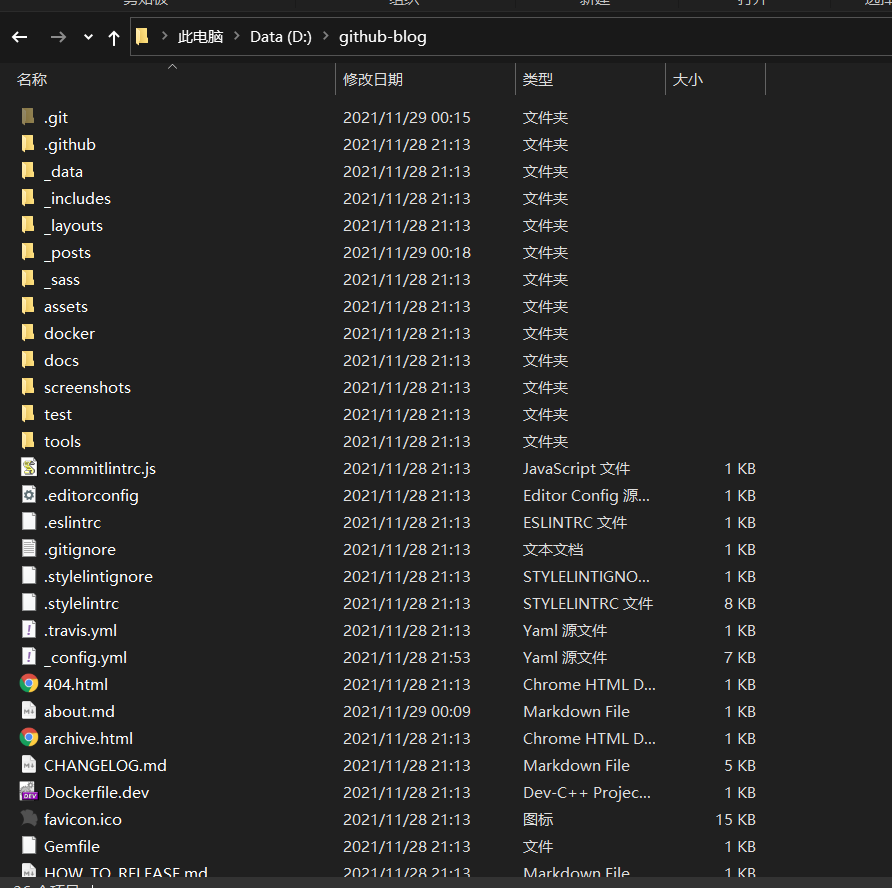 剪贴板 组织 新建 打开 选择
此电脑 Data (D:) github-blog
名称 修改日期 类型 大小
.git 2021/11/29 00:15 文件夹
.github 2021/11/28 21:13 文件夹
_data 2021/11/28 21:13 文件夹
_includes 2021/11/28 21:13 文件夹
_layouts 2021/11/28 21:13 文件夹
_posts 2021/11/29 00:18 文件夹
_sass 2021/11/28 21:13 文件夹
assets 2021/11/28 21:13 文件夹
docker 2021/11/28 21:13 文件夹
docs 2021/11/28 21:13 文件夹
screenshots 2021/11/28 21:13 文件夹
test 2021/11/28 21:13 文件夹
tools 2021/11/28 21:13 文件夹
.commitlintrc.js 2021/11/28 21:13 JavaScript 文件 1 KB
.editorconfig 2021/11/28 21:13 Editor Config 源... 1 KB
.eslintrc 2021/11/28 21:13 ESLINTRC 文件 1 KB
.gitignore 2021/11/28 21:13 文本文档 1 KB
.stylelintignore 2021/11/28 21:13 STYLELINTIGNO... 1 KB
.stylelintrc 2021/11/28 21:13 STYLELINTRC 文件 8 KB
.travis.yml 2021/11/28 21:13 Yaml 源文件 1 KB
_config.yml 2021/11/28 21:53 Yaml 源文件 7 KB
404.html 2021/11/28 21:13 Chrome HTML D... 1 KB
about.md 2021/11/29 00:09 Markdown File 1 KB
archive.html 2021/11/28 21:13 Chrome HTML D... 1 KB
CHANGELOG.md 2021/11/28 21:13 Markdown File 5 KB
Dockerfile.dev 2021/11/28 21:13 Dev-C++ Projec... 1 KB
favicon.ico 2021/11/28 21:13 图标 15 KB
Gemfile 2021/11/28 21:13 文件 1 KB
HOW_TO_RELEASE.md 2021/11/28 21:13 Markdown File 1 KB